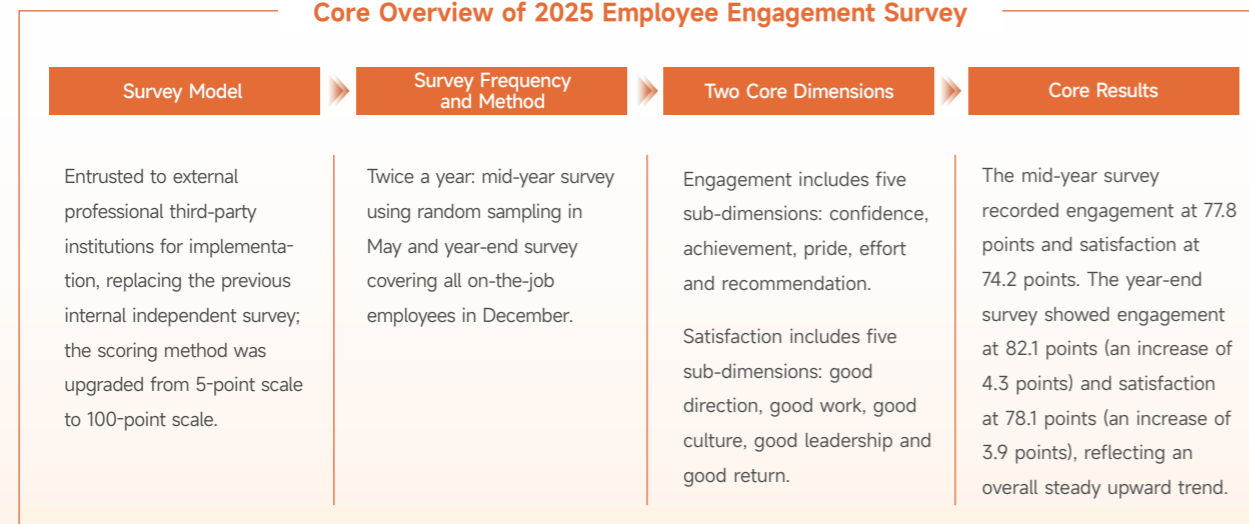 Core Overview of 2025 Employee Engagement Survey
Survey Model
Survey Frequency
and Method
Two Core Dimensions
Core Results
Entrusted to external
professional third-party
institutions for implementa-
tion, replacing the previous
internal independent survey;
the scoring method was
upgraded from 5-point scale
to 100-point scale.
Twice a year: mid-year survey
using random sampling in
May and year-end survey
covering all on-the-job
employees in December.
Engagement includes five
sub-dimensions: confidence,
achievement, pride, effort
and recommendation.
Satisfaction includes five
sub-dimensions: good
direction, good work, good
culture, good leadership and
good return.
The mid-year survey
recorded engagement at 77.8
points and satisfaction at
74.2 points. The year-end
survey showed engagement
at 82.1 points (an increase of
4.3 points) and satisfaction
at 78.1 points (an increase of
3.9 points), reflecting an
overall steady upward trend.